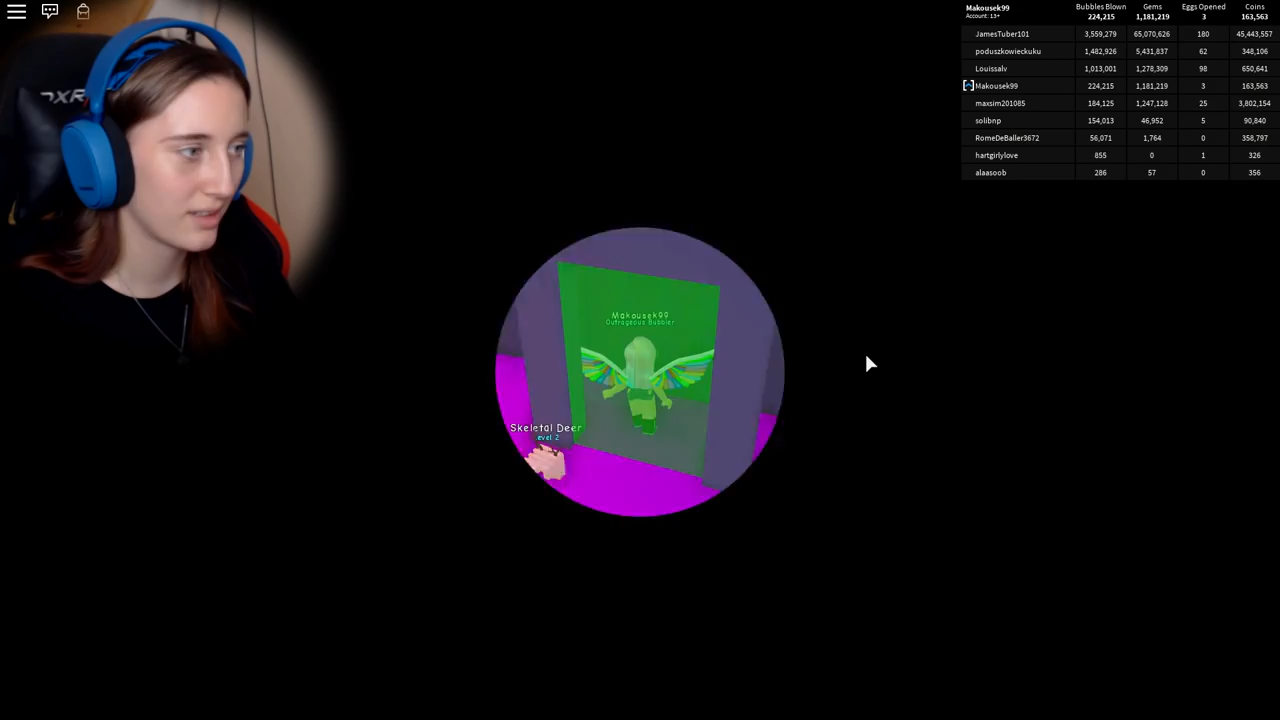 Makousek99 Bubbles Blown Gems Eggs Opened Coins
Account: 13+ 224,215 1,181,219 3 163,563
JamesTuber101 3,559,279 65,070,626 180 45,443,557
poduszkowieckuku 1,482,926 5,431,837 62 348,106
Louissalv 1,013,001 1,278,309 98 650,641
Makousek99 224,215 1,181,219 3 163,563
maxsim201085 184,125 1,247,128 25 3,802,154
solibnp 154,013 46,952 5 90,840
RomeDeBaller3672 56,071 1,764 0 358,797
hartgirlylove 855 0 1 326
alaasoob 286 57 0 356
DXR
Makousek99
Outrageous Bubbler
Skeletal Deer
Level 2